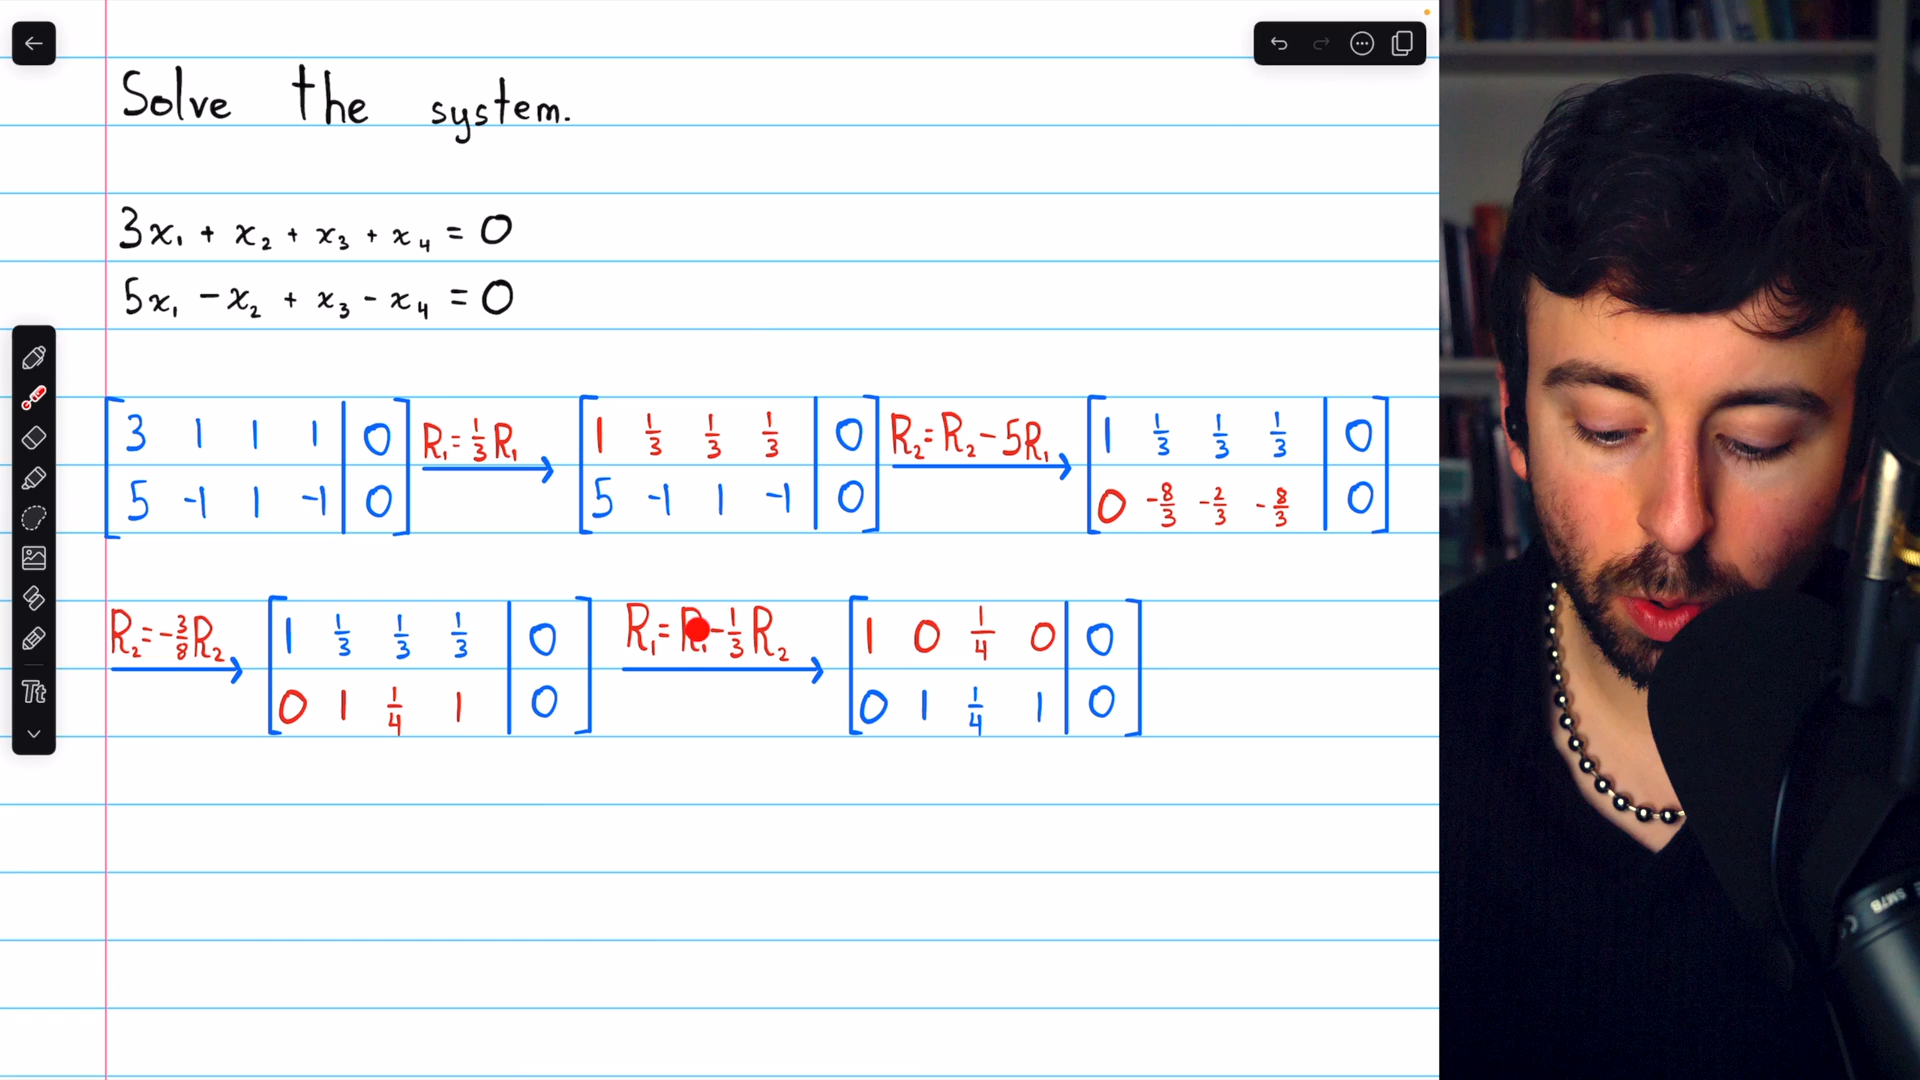 Solve the system.
3x₁ + x₂ + x₃ + x₄ = 0
5x₁ − x₂ + x₃ − x₄ = 0
[3 1 1 1 | 0] R₁ = 1/3 R₁ [1 1/3 1/3 1/3 | 0] R₂ = R₂ − 5R₁ [1 1/3 1/3 1/3 | 0]
[5 −1 1 −1 | 0] → [5 −1 1 −1 | 0] → [0 −8/3 −2/3 −8/3 | 0]
R₂ = −3/8 R₂ [1 1/3 1/3 1/3 | 0] R₁ = R₁ − 1/3 R₂ [1 0 1/4 0 | 0]
→ [0 1 1/4 1 | 0] → [0 1 1/4 1 | 0]
Tt
SM7B